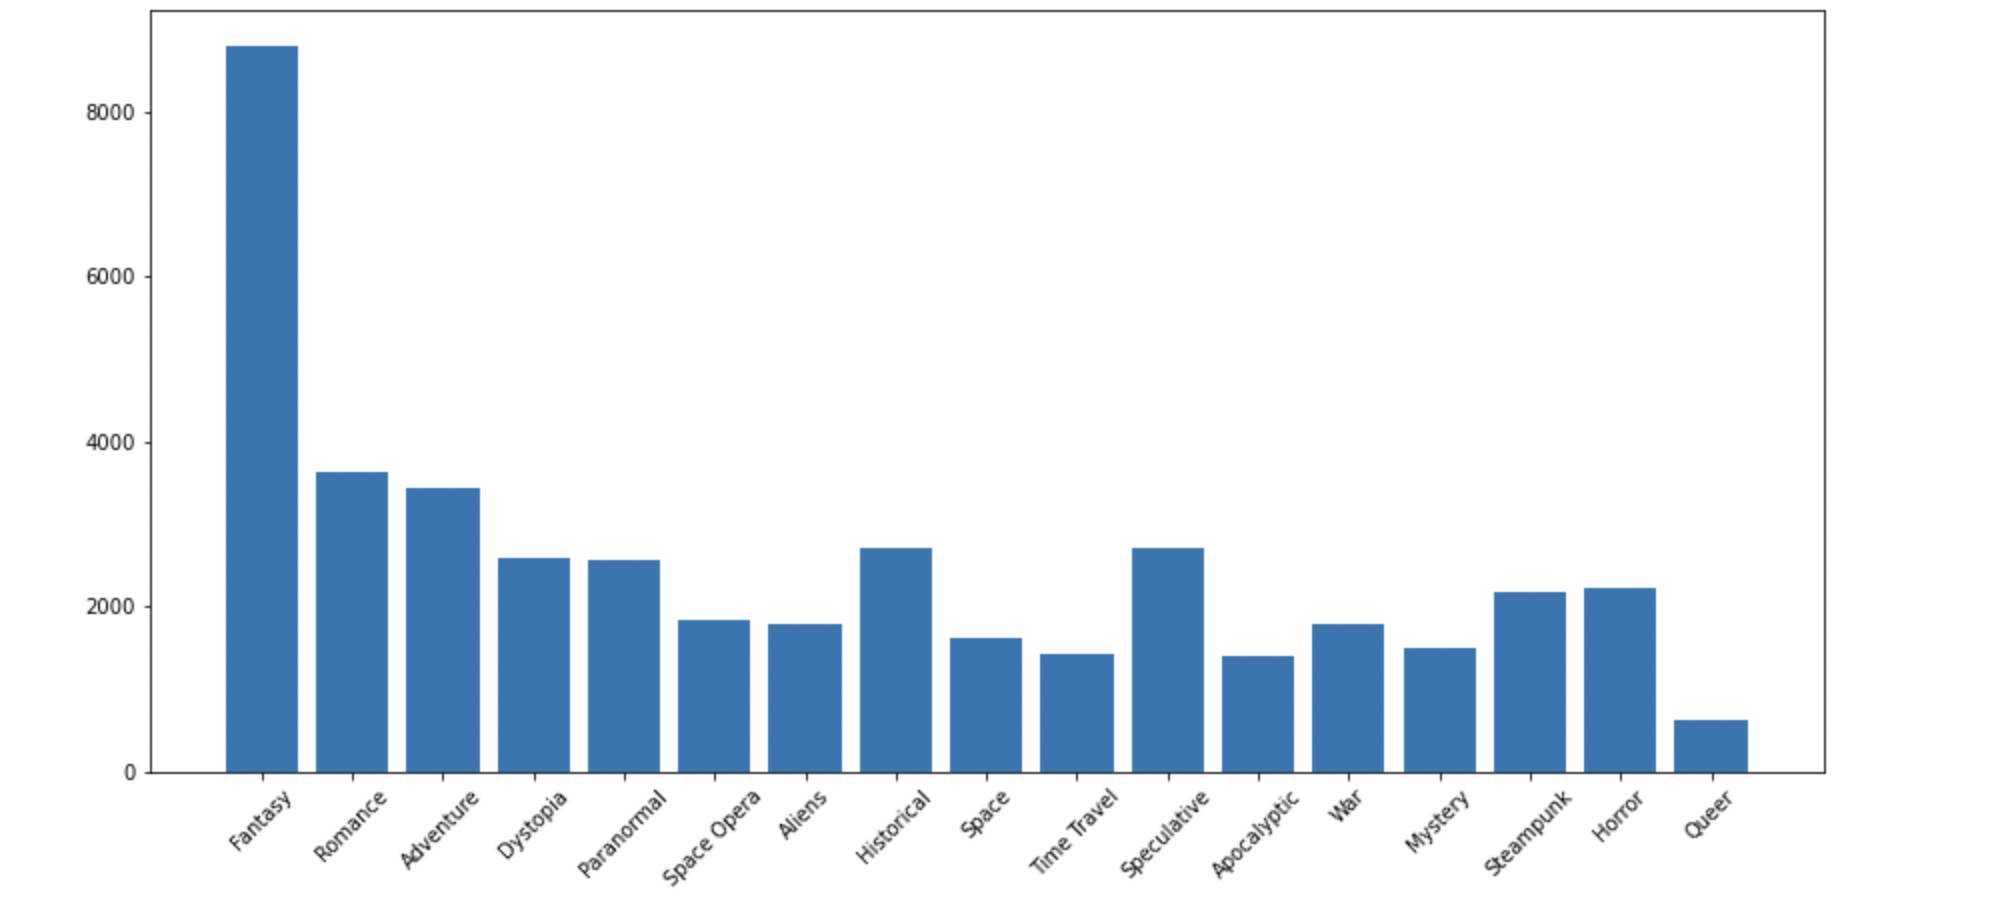 8000
6000
4000
2000
0
Fantasy
Romance
Adventure
Dystopia
Paranormal
Space Opera
Aliens
Historical
Space
Time Travel
Speculative
Apocalyptic
War
Mystery
Steampunk
Horror
Queer